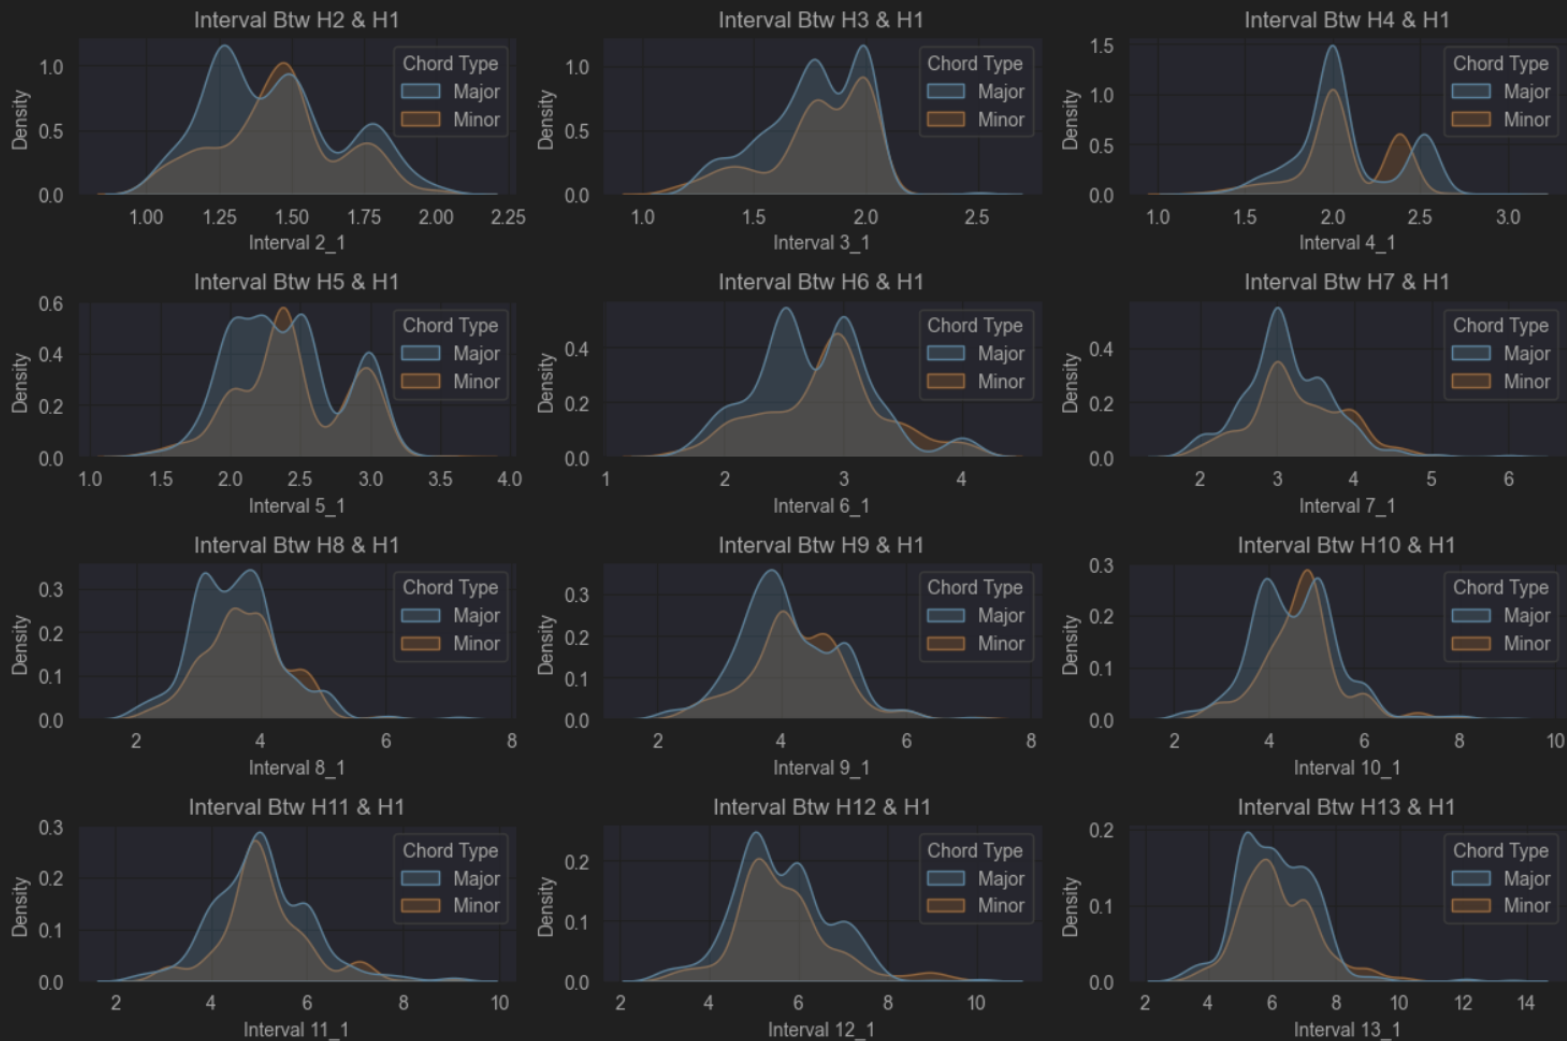 Interval Btw H2 & H1
Density
1.0
0.5
0.0
Chord Type
Major
Minor
1.00 1.25 1.50 1.75 2.00 2.25
Interval 2_1
Interval Btw H3 & H1
Density
1.0
0.5
0.0
Chord Type
Major
Minor
1.0 1.5 2.0 2.5
Interval 3_1
Interval Btw H4 & H1
Density
1.5
1.0
0.5
0.0
Chord Type
Major
Minor
1.0 1.5 2.0 2.5 3.0
Interval 4_1
Interval Btw H5 & H1
Density
0.6
0.4
0.2
0.0
Chord Type
Major
Minor
1.0 1.5 2.0 2.5 3.0 3.5 4.0
Interval 5_1
Interval Btw H6 & H1
Density
0.4
0.2
0.0
Chord Type
Major
Minor
1 2 3 4
Interval 6_1
Interval Btw H7 & H1
Density
0.4
0.2
0.0
Chord Type
Major
Minor
2 3 4 5 6
Interval 7_1
Interval Btw H8 & H1
Density
0.3
0.2
0.1
0.0
Chord Type
Major
Minor
2 4 6 8
Interval 8_1
Interval Btw H9 & H1
Density
0.3
0.2
0.1
0.0
Chord Type
Major
Minor
2 4 6 8
Interval 9_1
Interval Btw H10 & H1
Density
0.3
0.2
0.1
0.0
Chord Type
Major
Minor
2 4 6 8 10
Interval 10_1
Interval Btw H11 & H1
Density
0.3
0.2
0.1
0.0
Chord Type
Major
Minor
2 4 6 8 10
Interval 11_1
Interval Btw H12 & H1
Density
0.2
0.1
0.0
Chord Type
Major
Minor
2 4 6 8 10
Interval 12_1
Interval Btw H13 & H1
Density
0.2
0.1
0.0
Chord Type
Major
Minor
2 4 6 8 10 12 14
Interval 13_1